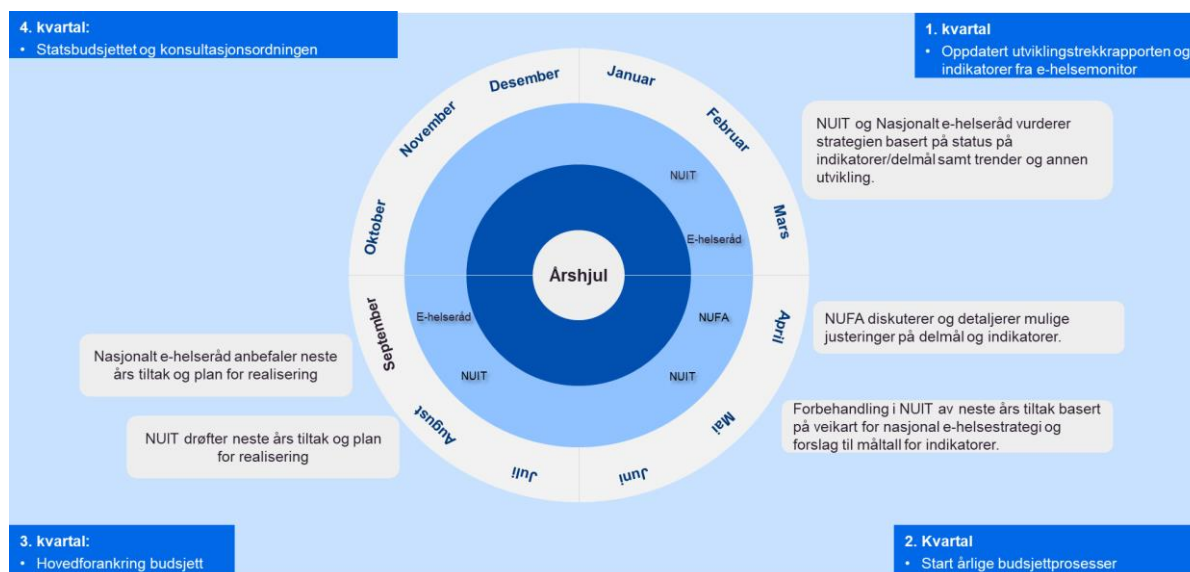 4. kvartal:
• Statsbudsjettet og konsultasjonsordningen
1. kvartal
• Oppdatert utviklingstrekkrapporten og
indikatorer fra e-helsemonitor
Desember
Januar
November
Februar
Oktober
Mars
September
April
August
Mai
Juli
Juni
NUIT
E-helseråd
Årshjul
E-helseråd
NUFA
NUIT
NUIT
NUIT og Nasjonalt e-helseråd vurderer
strategien basert på status på
indikatorer/delmål samt trender og annen
utvikling.
NUFA diskuterer og detaljerer mulige
justeringer på delmål og indikatorer.
Forbehandling i NUIT av neste års tiltak basert
på veikart for nasjonal e-helsestrategi og
forslag til måltall for indikatorer.
Nasjonalt e-helseråd anbefaler neste
års tiltak og plan for realisering
NUIT drøfter neste års tiltak og plan
for realisering
3. kvartal:
• Hovedforankring budsjett
2. Kvartal
• Start årlige budsjettprosesser